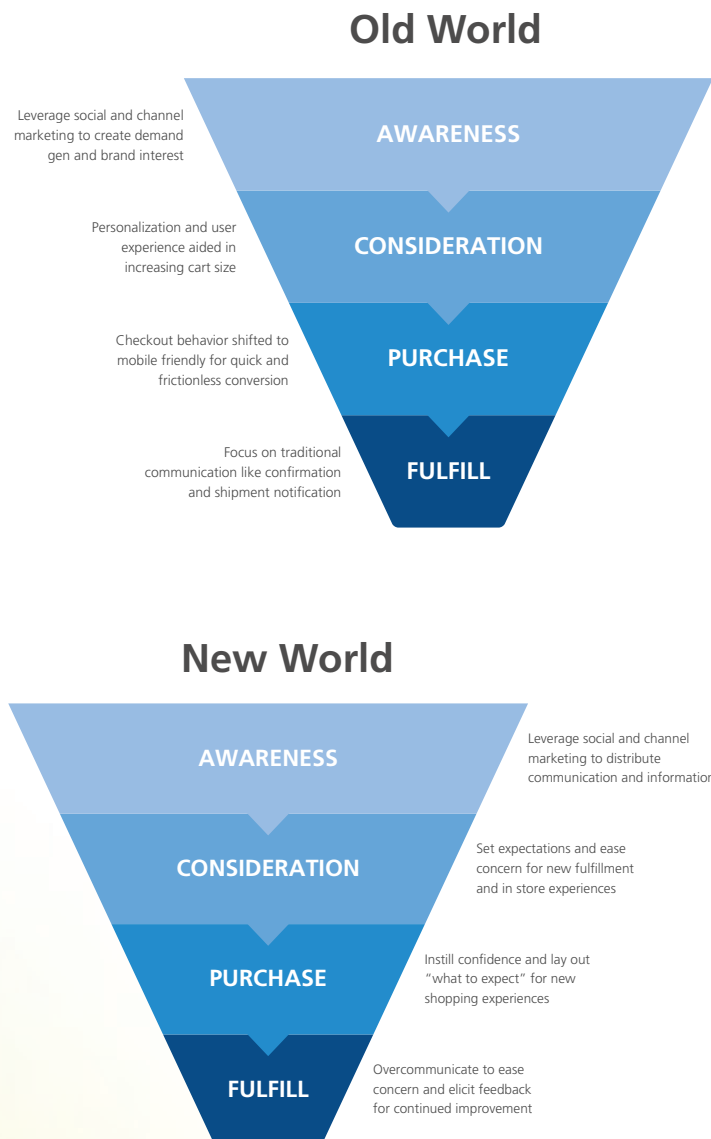 Old World
Leverage social and channel
marketing to create demand
gen and brand interest
AWARENESS
Personalization and user
experience aided in
increasing cart size
CONSIDERATION
Checkout behavior shifted to
mobile friendly for quick and
frictionless conversion
PURCHASE
Focus on traditional
communication like confirmation
and shipment notification
FULFILL
New World
AWARENESS
Leverage social and channel
marketing to distribute
communication and information
CONSIDERATION
Set expectations and ease
concern for new fulfillment
and in store experiences
PURCHASE
Instill confidence and lay out
“what to expect” for new
shopping experiences
FULFILL
Overcommunicate to ease
concern and elicit feedback
for continued improvement